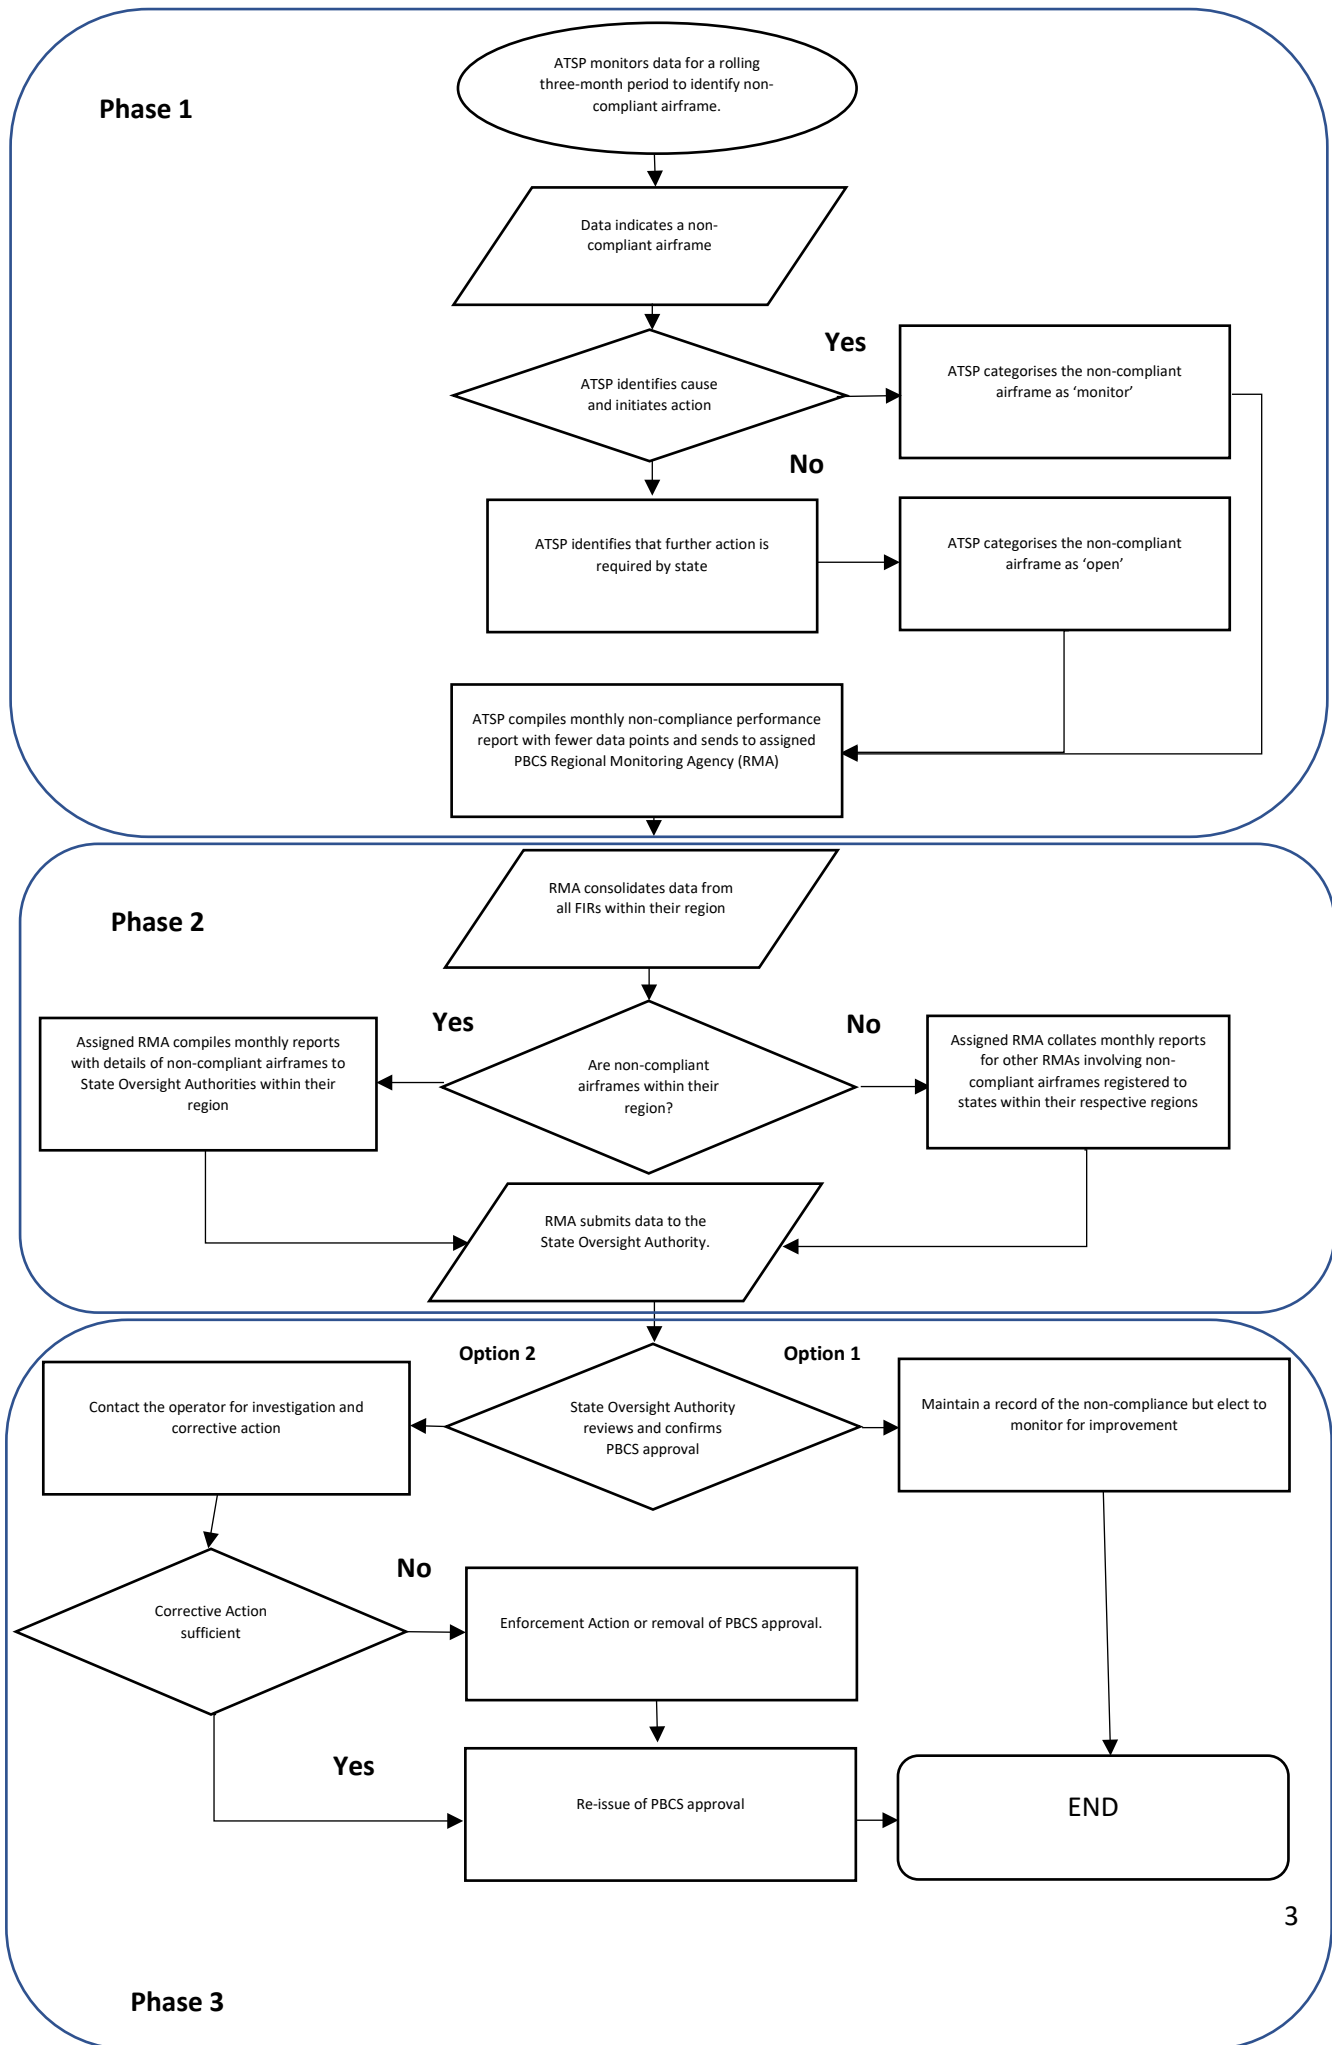 Phase 1
ATSP monitors data for a rolling
three-month period to identify non-
compliant airframe.
Data indicates a non-
compliant airframe
ATSP identifies cause
and initiates action
Yes
ATSP categorises the non-compliant
airframe as ‘monitor’
No
ATSP identifies that further action is
required by state
ATSP categorises the non-compliant
airframe as ‘open’
ATSP compiles monthly non-compliance performance
report with fewer data points and sends to assigned
PBCS Regional Monitoring Agency (RMA)
Phase 2
RMA consolidates data from
all FIRs within their region
Are non-compliant
airframes within their
region?
Yes
Assigned RMA compiles monthly reports
with details of non-compliant airframes to
State Oversight Authorities within their
region
No
Assigned RMA collates monthly reports
for other RMAs involving non-
compliant airframes registered to
states within their respective regions
RMA submits data to the
State Oversight Authority.
Option 2
Option 1
State Oversight Authority
reviews and confirms
PBCS approval
Contact the operator for investigation and
corrective action
Maintain a record of the non-compliance but elect to
monitor for improvement
Corrective Action
sufficient
No
Enforcement Action or removal of PBCS approval.
Yes
Re-issue of PBCS approval
END
3
Phase 3